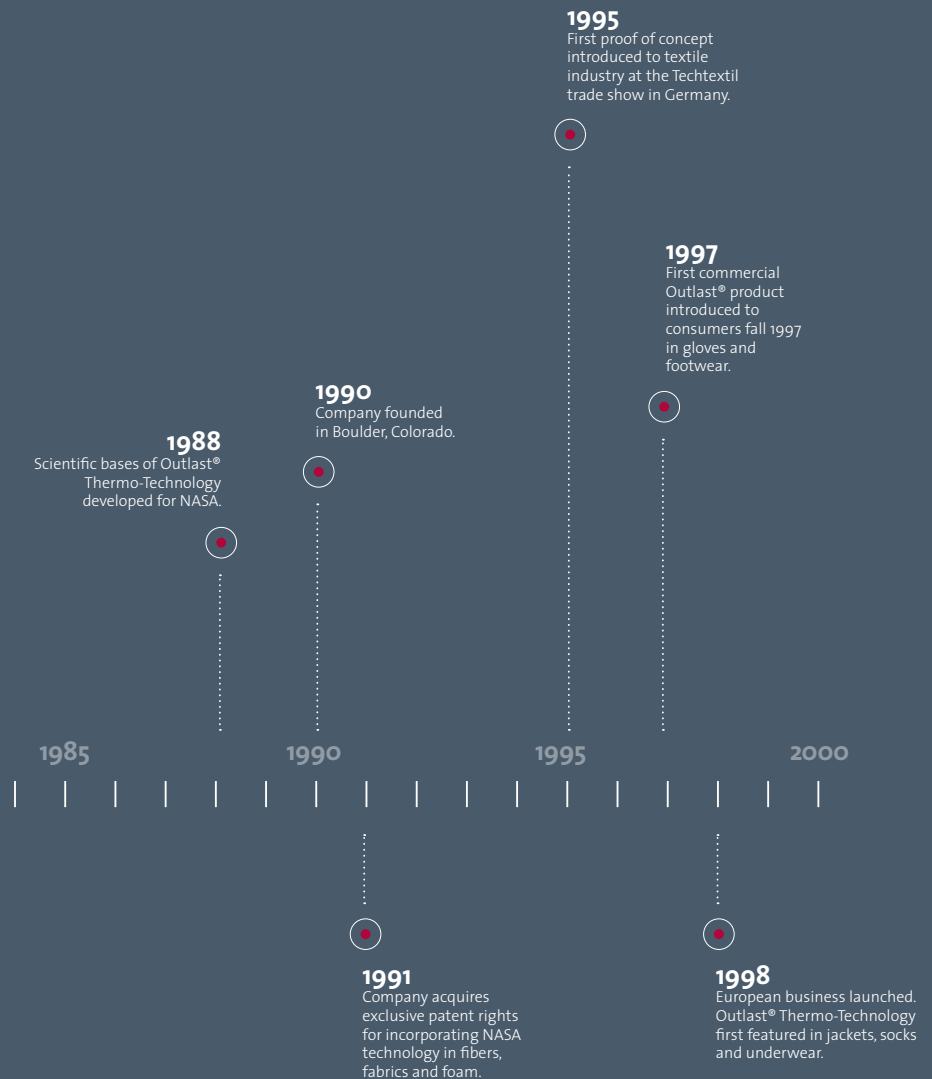 1995
First proof of concept
introduced to textile
industry at the Techtextil
trade show in Germany.
1997
First commercial
Outlast® product
introduced to
consumers fall 1997
in gloves and
footwear.
1990
Company founded
in Boulder, Colorado.
1988
Scientific bases of Outlast®
Thermo-Technology
developed for NASA.
1985 1990 1995 2000
1991
Company acquires
exclusive patent rights
for incorporating NASA
technology in fibers,
fabrics and foam.
1998
European business launched.
Outlast® Thermo-Technology
first featured in jackets, socks
and underwear.